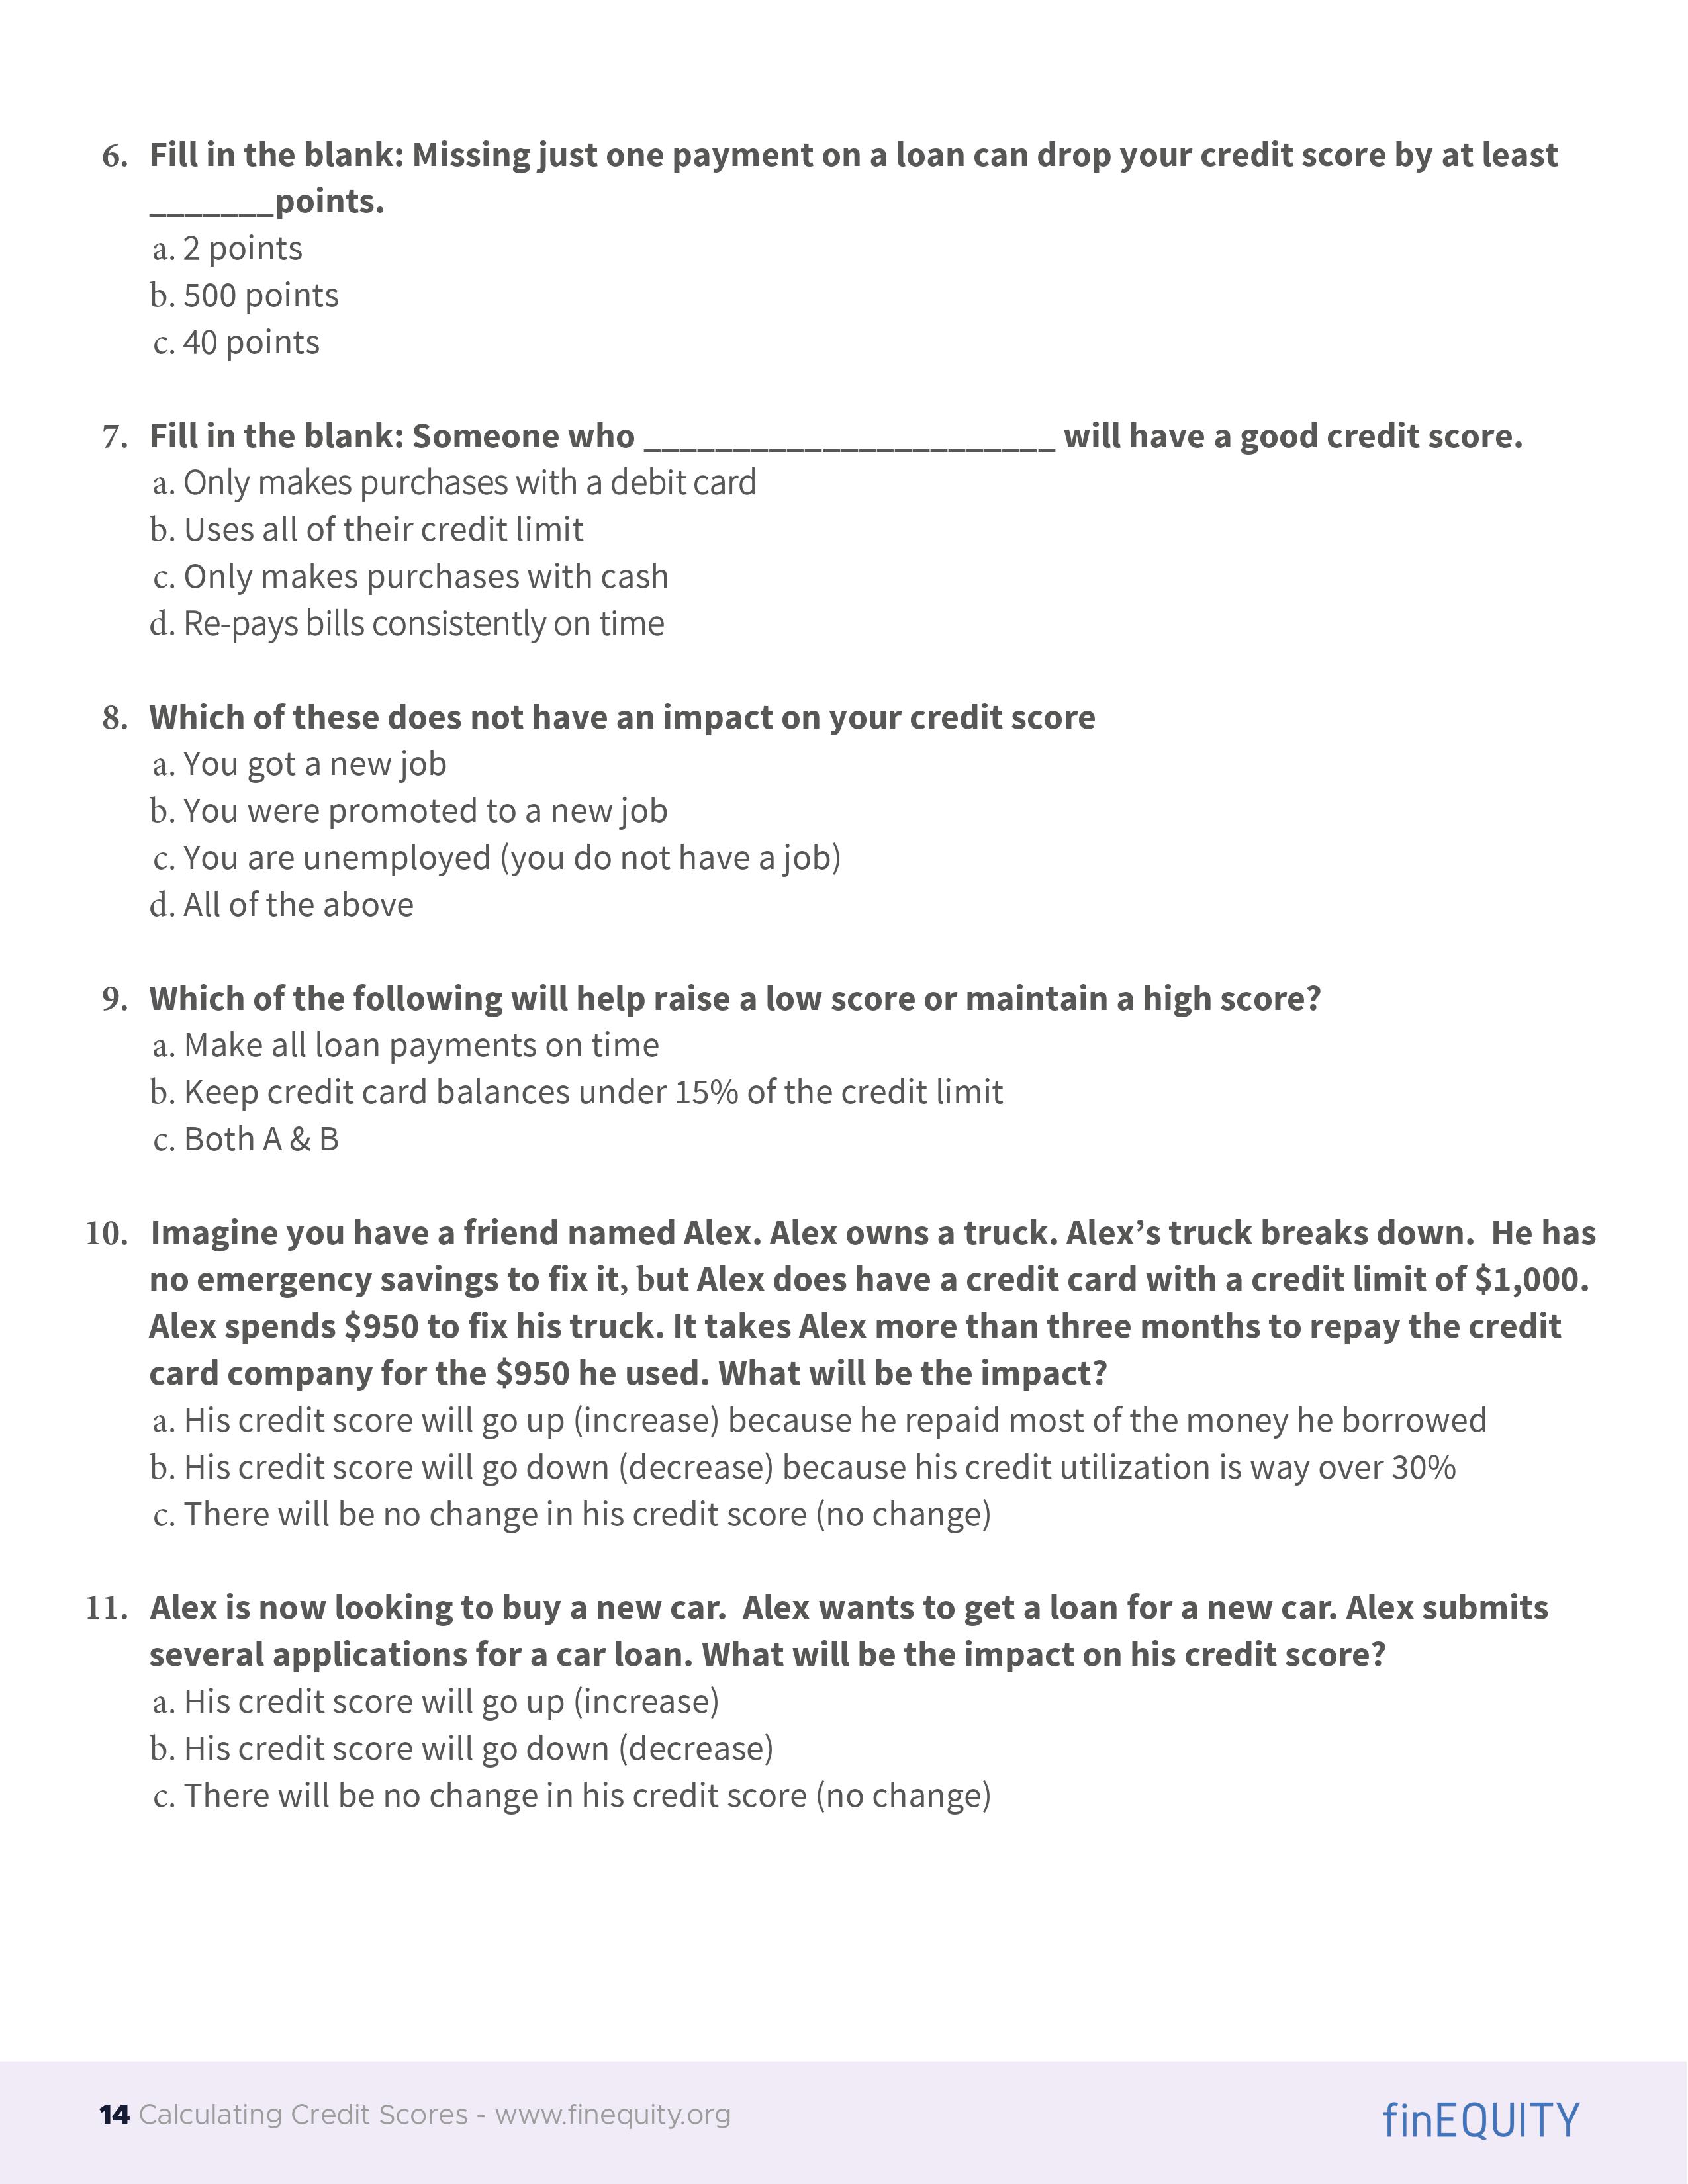 6. Fill in the blank: Missing just one payment on a loan can drop your credit score by at least
_______points.
a. 2 points
b. 500 points
c. 40 points
7. Fill in the blank: Someone who _______________________ will have a good credit score.
a. Only makes purchases with a debit card
b. Uses all of their credit limit
c. Only makes purchases with cash
d. Re-pays bills consistently on time
8. Which of these does not have an impact on your credit score
a. You got a new job
b. You were promoted to a new job
c. You are unemployed (you do not have a job)
d. All of the above
9. Which of the following will help raise a low score or maintain a high score?
a. Make all loan payments on time
b. Keep credit card balances under 15% of the credit limit
c. Both A & B
10. Imagine you have a friend named Alex. Alex owns a truck. Alex’s truck breaks down.  He has
no emergency savings to fix it, but Alex does have a credit card with a credit limit of $1,000.
Alex spends $950 to fix his truck. It takes Alex more than three months to repay the credit
card company for the $950 he used. What will be the impact?
a. His credit score will go up (increase) because he repaid most of the money he borrowed
b. His credit score will go down (decrease) because his credit utilization is way over 30%
c. There will be no change in his credit score (no change)
11. Alex is now looking to buy a new car.  Alex wants to get a loan for a new car. Alex submits
several applications for a car loan. What will be the impact on his credit score?
a. His credit score will go up (increase)
b. His credit score will go down (decrease)
c. There will be no change in his credit score (no change)
14 Calculating Credit Scores - www.finequity.org
finEQUITY